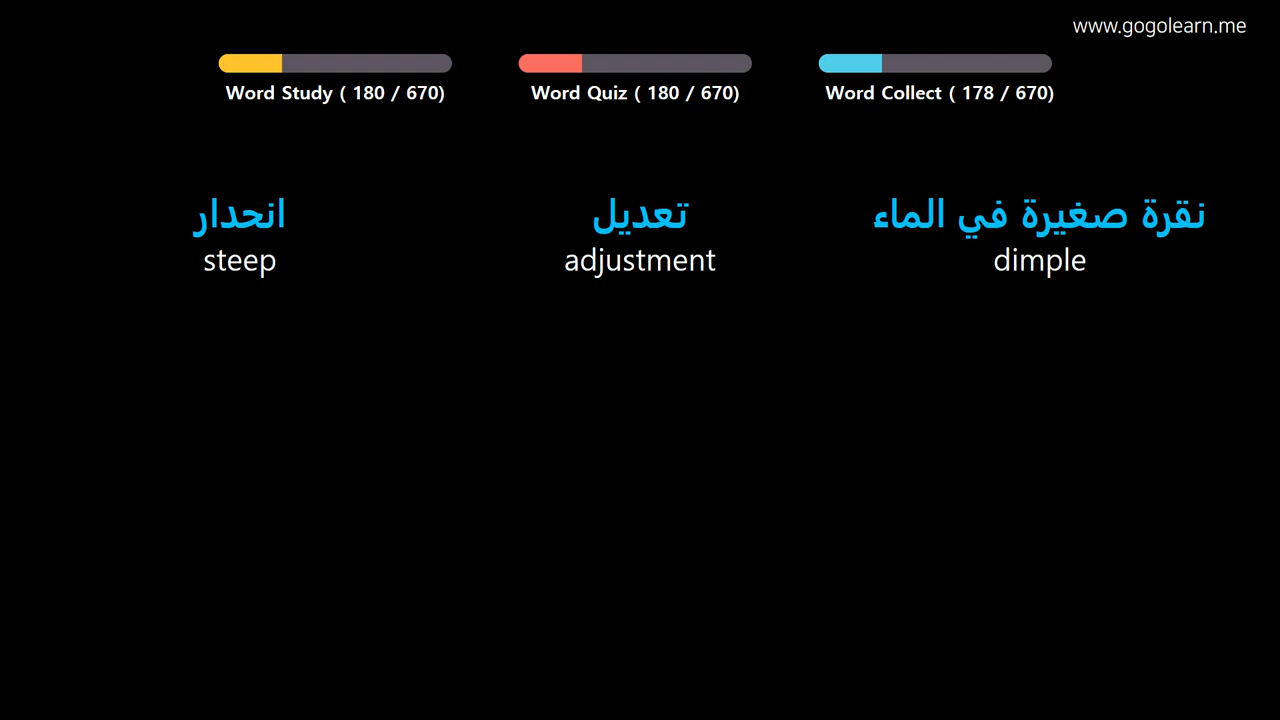 www.gogolearn.me
Word Study ( 180 / 670)
Word Quiz ( 180 / 670)
Word Collect ( 178 / 670)
انحدار
steep
تعديل
adjustment
نقرة صغيرة في الماء
dimple